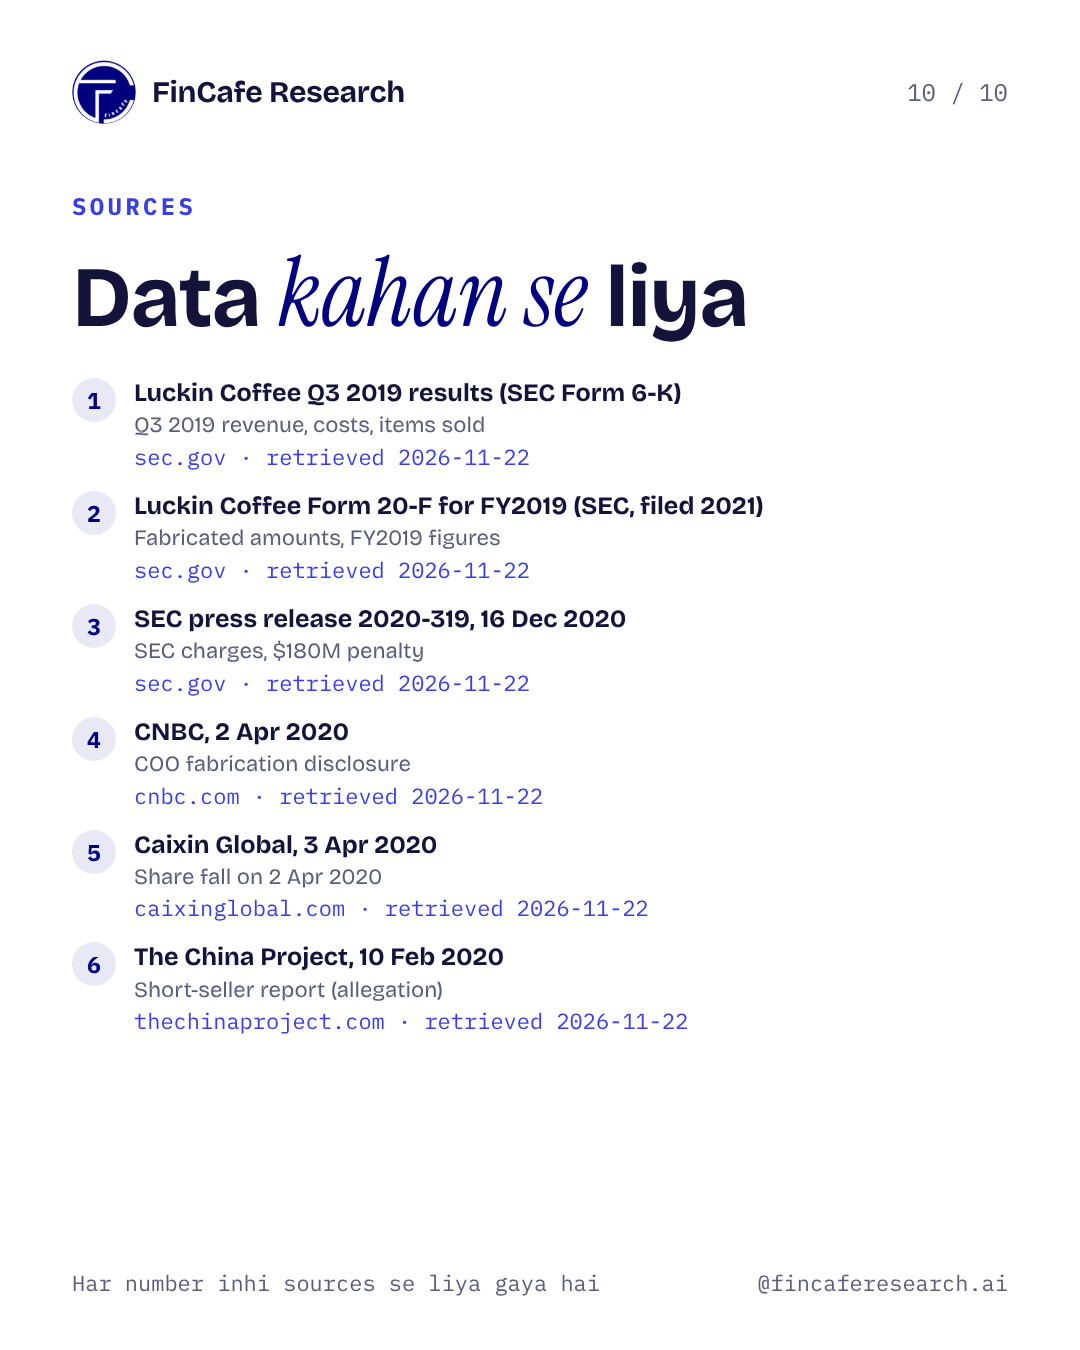 FinCafe Research
10 / 10
SOURCES
Data kahan se liya
1
Luckin Coffee Q3 2019 results (SEC Form 6-K)
Q3 2019 revenue, costs, items sold
sec.gov · retrieved 2026-11-22
2
Luckin Coffee Form 20-F for FY2019 (SEC, filed 2021)
Fabricated amounts, FY2019 figures
sec.gov · retrieved 2026-11-22
3
SEC press release 2020-319, 16 Dec 2020
SEC charges, $180M penalty
sec.gov · retrieved 2026-11-22
4
CNBC, 2 Apr 2020
COO fabrication disclosure
cnbc.com · retrieved 2026-11-22
5
Caixin Global, 3 Apr 2020
Share fall on 2 Apr 2020
caixinglobal.com · retrieved 2026-11-22
6
The China Project, 10 Feb 2020
Short-seller report (allegation)
thechinaproject.com · retrieved 2026-11-22
Har number inhi sources se liya gaya hai
@fincaferesearch.ai